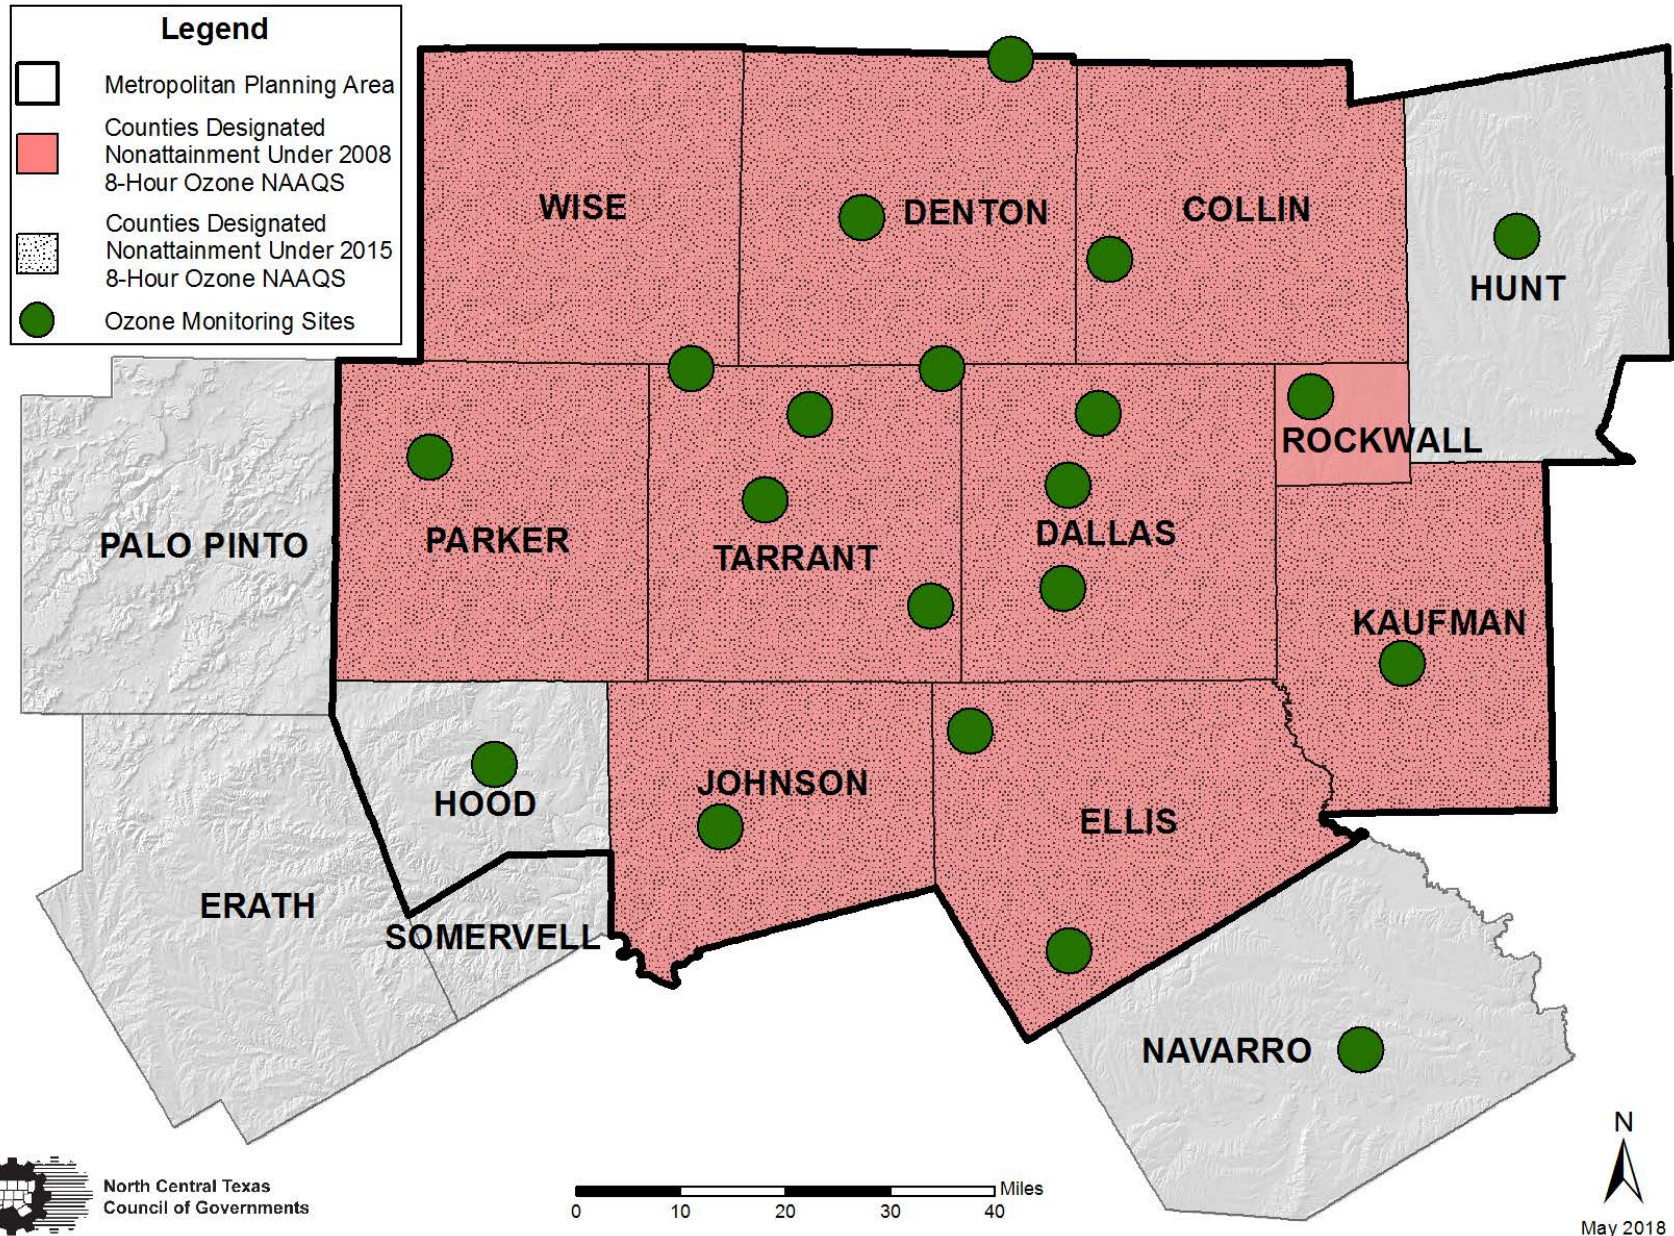 Legend
Metropolitan Planning Area
Counties Designated
Nonattainment Under 2008
8-Hour Ozone NAAQS
Counties Designated
Nonattainment Under 2015
8-Hour Ozone NAAQS
Ozone Monitoring Sites
WISE
DENTON
COLLIN
HUNT
ROCKWALL
PALO PINTO
PARKER
TARRANT
DALLAS
KAUFMAN
HOOD
JOHNSON
ELLIS
ERATH
SOMERVELL
NAVARRO
North Central Texas
Council of Governments
Miles
0 10 20 30 40
N
May 2018